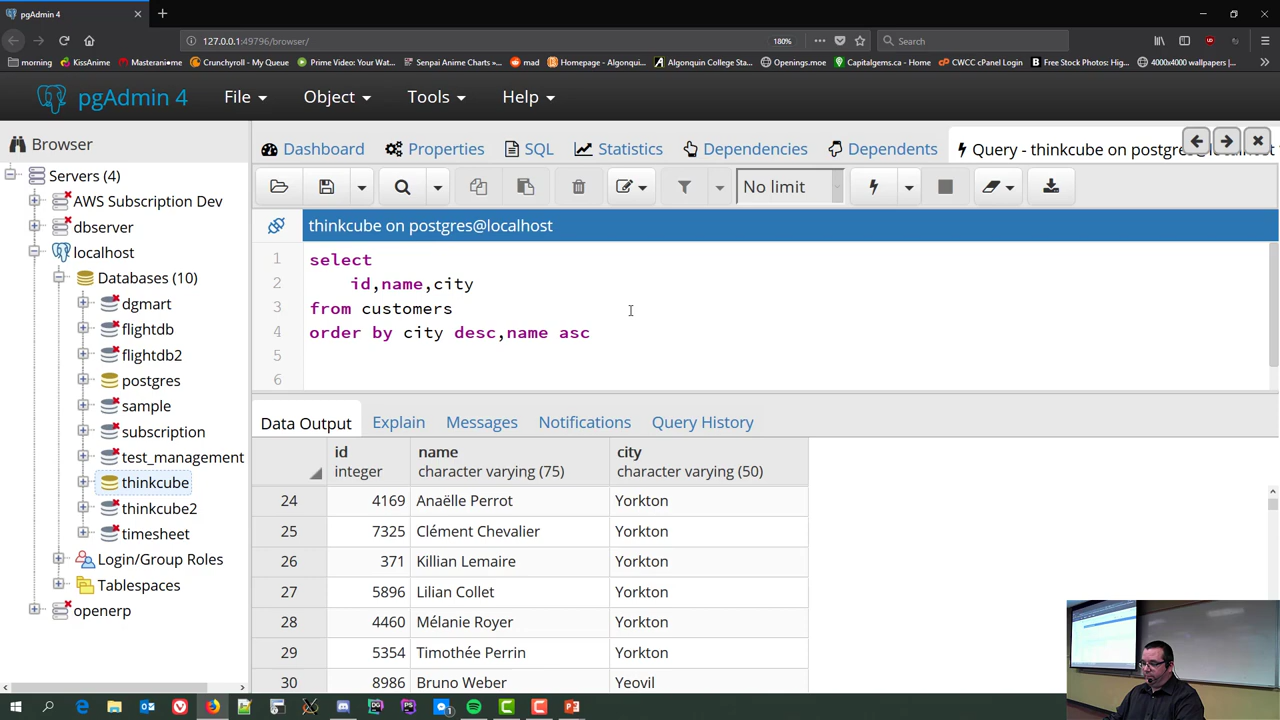 pgAdmin 4
127.0.0.1:49796/browser/
180%
Search
morning
KissAnime
Masterani●me
Crunchyroll - My Queue
Prime Video: Your Wat...
Senpai Anime Charts ...
mad
Homepage - Algonqui...
Algonquin College Sta...
Openings.moe
Capitalgems.ca - Home
CWCC cPanel Login
Free Stock Photos: Hig...
4000x4000 wallpapers |...
pgAdmin 4
File
Object
Tools
Help
Browser
Dashboard
Properties
SQL
Statistics
Dependencies
Dependents
Query - thinkcube on postgres@localhost
Servers (4)
AWS Subscription Dev
dbserver
localhost
Databases (10)
dgmart
flightdb
flightdb2
postgres
sample
subscription
test_management
thinkcube
thinkcube2
timesheet
Login/Group Roles
Tablespaces
openerp
No limit
thinkcube on postgres@localhost
1 select
2 id,name,city
3 from customers
4 order by city desc,name asc
5
6
Data Output
Explain
Messages
Notifications
Query History
id name city
integer character varying (75) character varying (50)
24 4169 Anaëlle Perrot Yorkton
25 7325 Clément Chevalier Yorkton
26 371 Killian Lemaire Yorkton
27 5896 Lilian Collet Yorkton
28 4460 Mélanie Royer Yorkton
29 5354 Timothée Perrin Yorkton
30 8986 Bruno Weber Yeovil